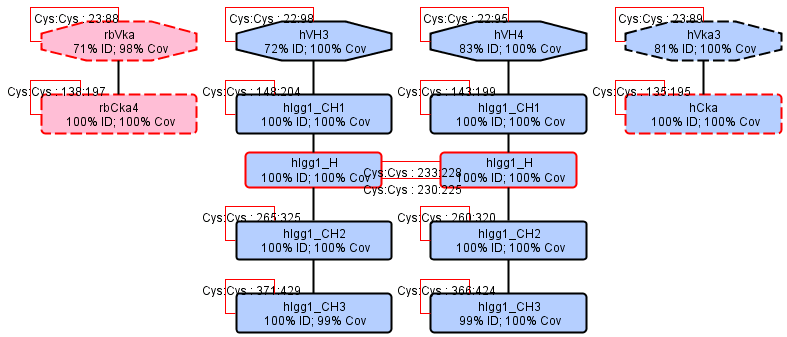 Cys:Cys : 23:88
rbVka
71% ID; 98% Cov
Cys:Cys : 22:98
hVH3
72% ID; 100% Cov
Cys:Cys : 22:95
hVH4
83% ID; 100% Cov
Cys:Cys : 23:89
hVka3
81% ID; 100% Cov
Cys:Cys : 138:197
rbCka4
100% ID; 100% Cov
Cys:Cys : 148:204
hIgg1_CH1
100% ID; 100% Cov
Cys:Cys : 143:199
hIgg1_CH1
100% ID; 100% Cov
Cys:Cys : 135:195
hCka
100% ID; 100% Cov
hIgg1_H
100% ID; 100% Cov
Cys:Cys : 233:228
Cys:Cys : 230:225
hIgg1_H
100% ID; 100% Cov
Cys:Cys : 265:325
hIgg1_CH2
100% ID; 100% Cov
Cys:Cys : 260:320
hIgg1_CH2
100% ID; 100% Cov
Cys:Cys : 371:429
hIgg1_CH3
100% ID; 99% Cov
Cys:Cys : 366:424
hIgg1_CH3
99% ID; 100% Cov